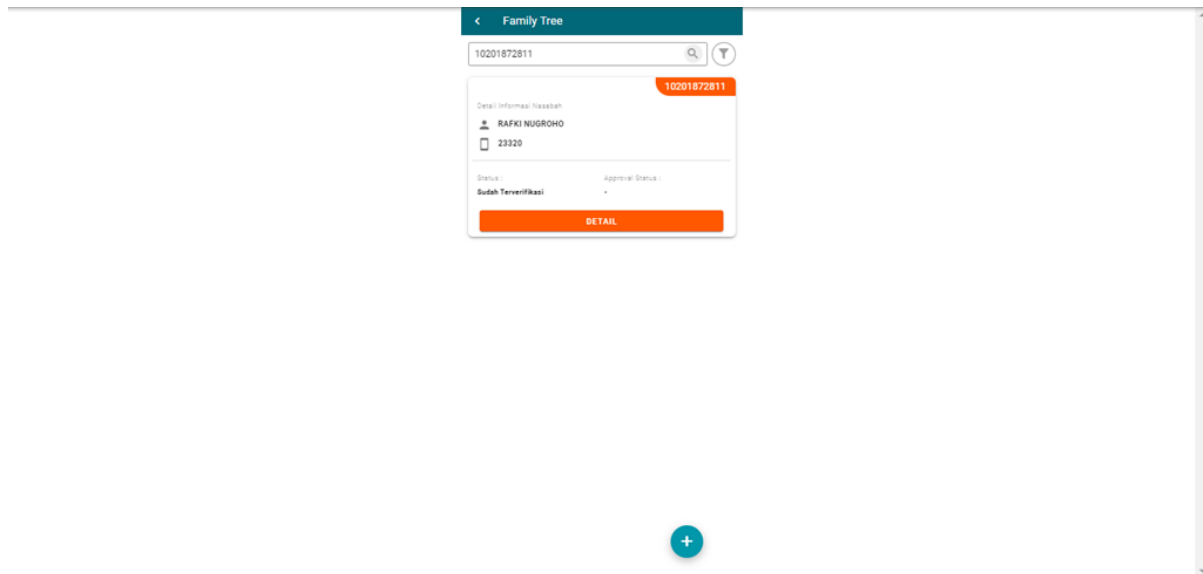 Family Tree
10201872811
10201872811
Detail Informasi Nasabah
RAFKI NUGROHO
23320
Status : Approval Status :
Sudah Terverifikasi -
DETAIL
+